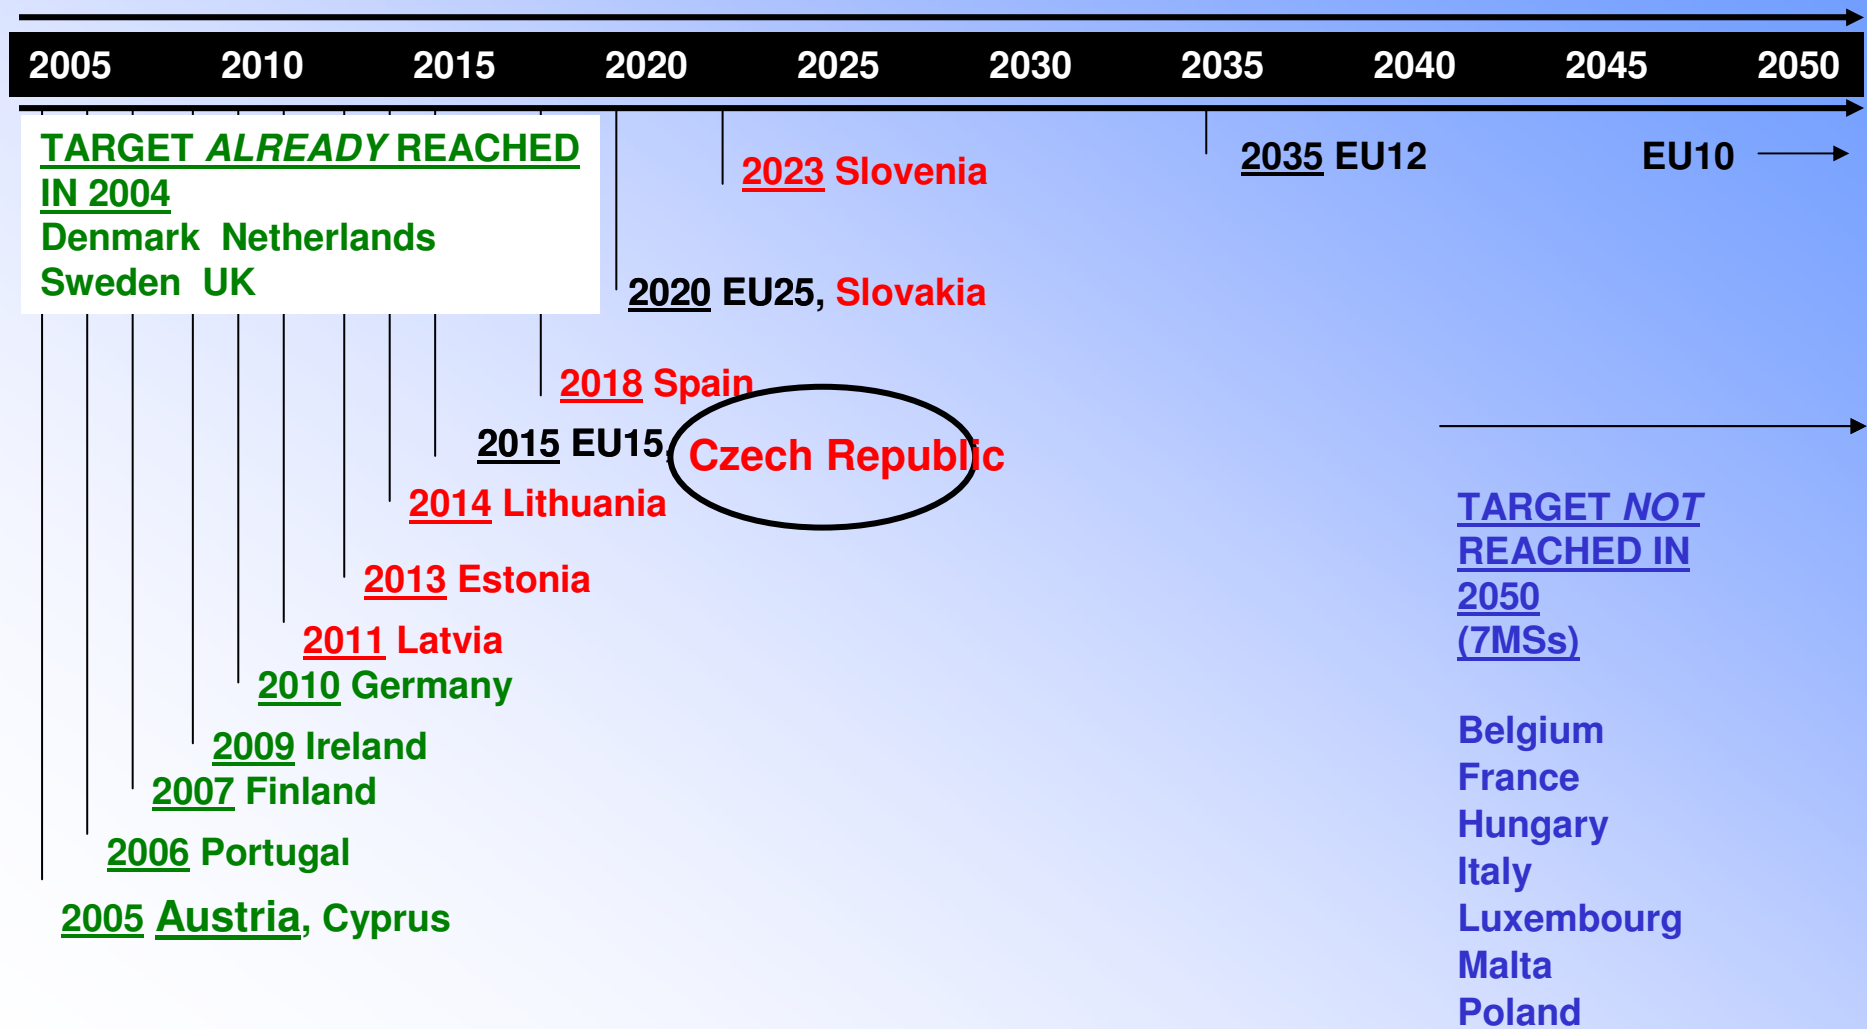 2005 2010 2015 2020 2025 2030 2035 2040 2045 2050
TARGET ALREADY REACHED
IN 2004
Denmark Netherlands
Sweden UK
2023 Slovenia
2035 EU12
EU10
2020 EU25, Slovakia
2018 Spain
2015 EU15, Czech Republic
2014 Lithuania
2013 Estonia
2011 Latvia
2010 Germany
2009 Ireland
2007 Finland
2006 Portugal
2005 Austria, Cyprus
TARGET NOT
REACHED IN
2050
(7MSs)
Belgium
France
Hungary
Italy
Luxembourg
Malta
Poland